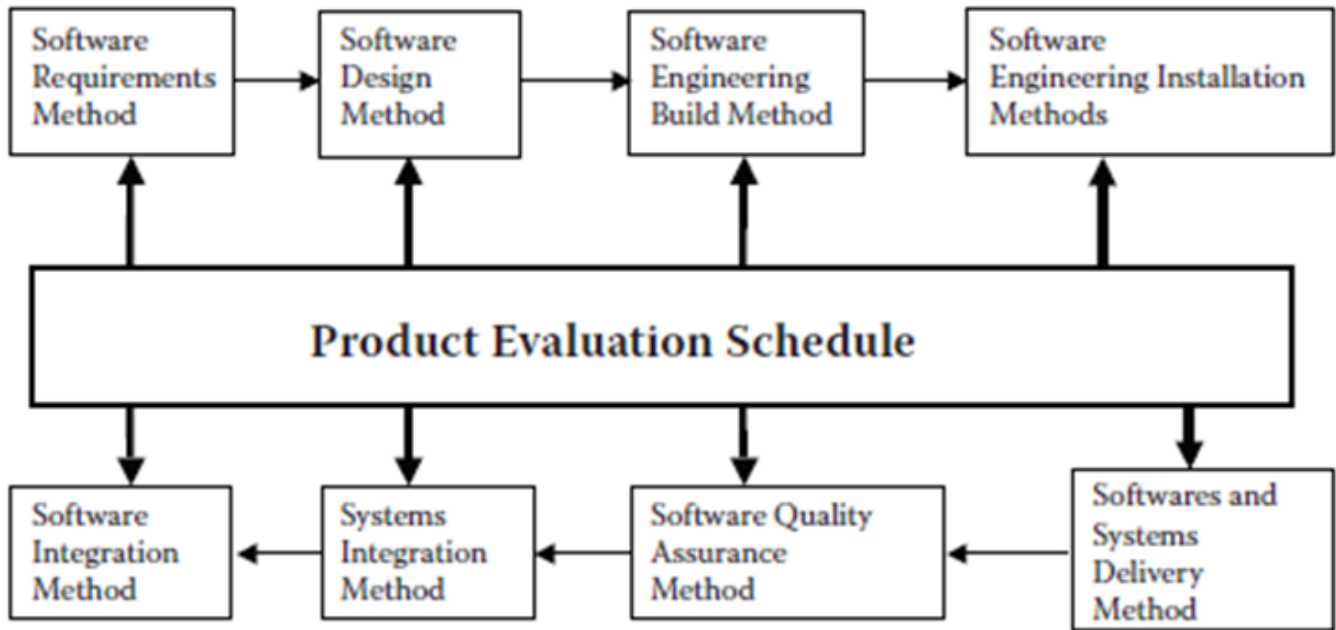 Software
Requirements
Method
Software
Design
Method
Software
Engineering
Build Method
Software
Engineering Installation
Methods
Product Evaluation Schedule
Software
Integration
Method
Systems
Integration
Method
Software Quality
Assurance
Method
Softwares and
Systems
Delivery
Method